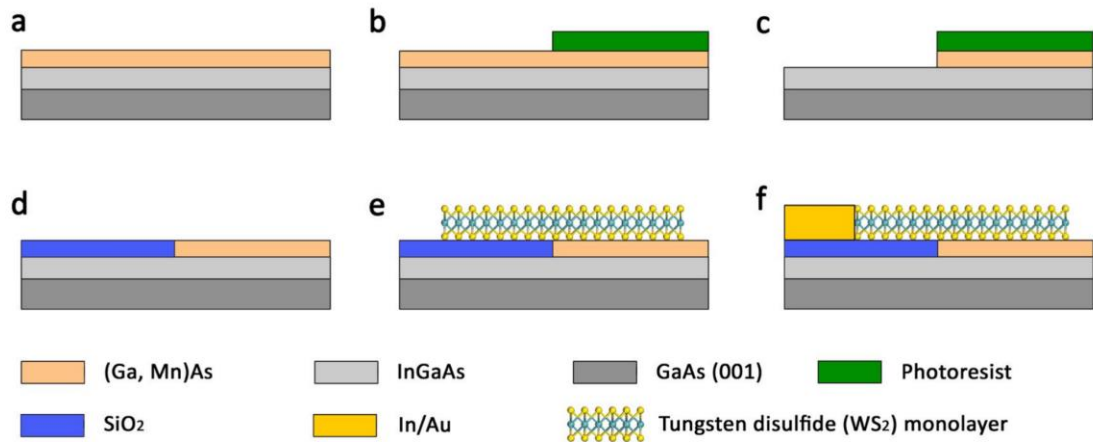 a
b
c
d
e
f
(Ga, Mn)As
InGaAs
GaAs (001)
Photoresist
SiO₂
In/Au
Tungsten disulfide (WS₂) monolayer